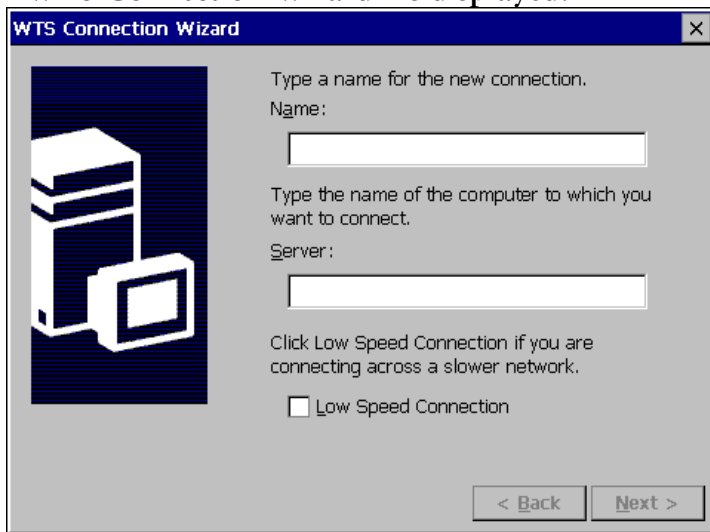 WTS Connection Wizard
Type a name for the new connection.
Name:
Type the name of the computer to which you
want to connect.
Server:
Click Low Speed Connection if you are
connecting across a slower network.
Low Speed Connection
< Back Next >